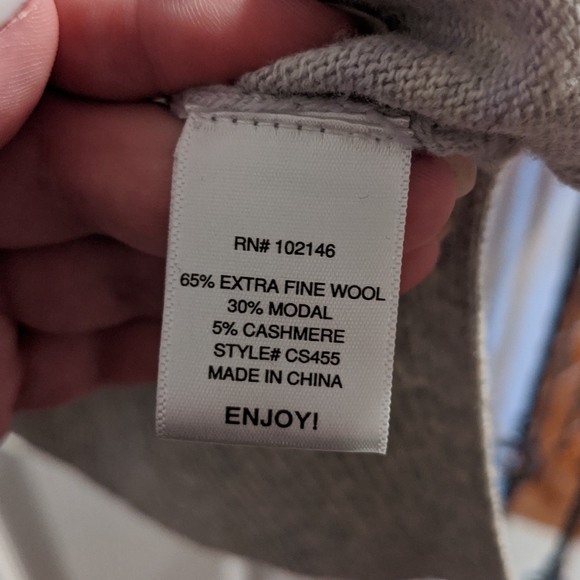 RN# 102146
65% EXTRA FINE WOOL
30% MODAL
5% CASHMERE
STYLE# CS455
MADE IN CHINA
ENJOY!